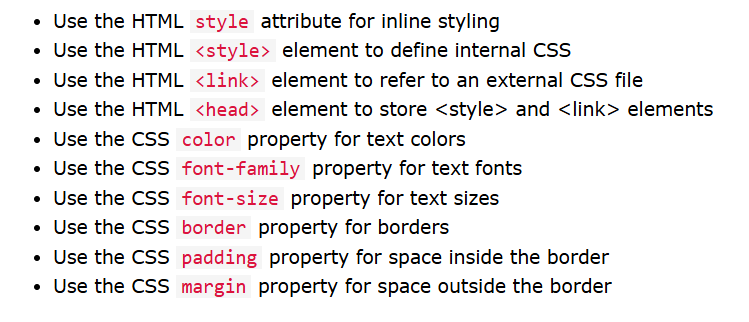 • Use the HTML style attribute for inline styling
• Use the HTML <style> element to define internal CSS
• Use the HTML <link> element to refer to an external CSS file
• Use the HTML <head> element to store <style> and <link> elements
• Use the CSS color property for text colors
• Use the CSS font-family property for text fonts
• Use the CSS font-size property for text sizes
• Use the CSS border property for borders
• Use the CSS padding property for space inside the border
• Use the CSS margin property for space outside the border